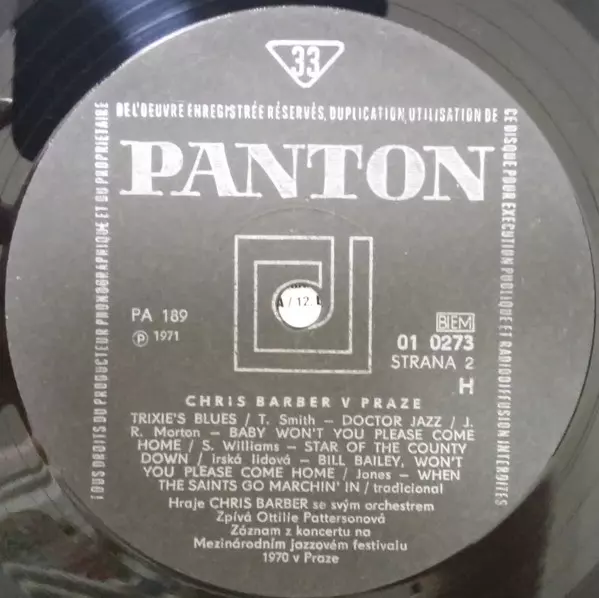 33
TOUS DROITS DU PRODUCTEUR PHONOGRAPHIQUE ET DU PROPRIETAIRE
DE L'OEUVRE ENREGISTRÉE RÉSERVÉS, DUPLICATION, UTILISATION DE
CE DISQUE POUR EXECUTION PUBLIQUE ET RADIODIFFUSION INTERDITES
PANTON
A / 12.
PA 189
℗ 1971
BIEM
01 0273
STRANA 2
H
CHRIS BARBER V PRAZE
TRIXIE'S BLUES / T. Smith – DOCTOR JAZZ / J.
R. Morton – BABY WON'T YOU PLEASE COME
HOME / S. Williams – STAR OF THE COUNTY
DOWN / irská lidová – BILL BAILEY, WON'T
YOU PLEASE COME HOME / Jones – WHEN
THE SAINTS GO MARCHIN' IN / tradicional
Hraje CHRIS BARBER se svým orchestrem
Zpívá Ottilie Pattersonová
Záznam z koncertu na
Mezinárodním jazzovém festivalu
1970 v Praze